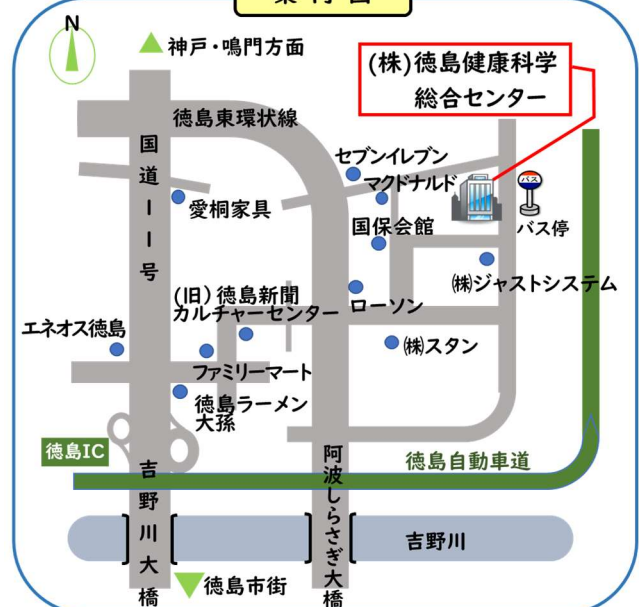 案内図
N
神戸・鳴門方面
(株)徳島健康科学
総合センター
徳島東環状線
国道一一号
セブンイレブン
マクドナルド
バス
愛桐家具
国保会館
バス停
(旧)徳島新聞
カルチャーセンター
ローソン
㈱ジャストシステム
エネオス徳島
㈱スタン
ファミリーマート
徳島ラーメン
大孫
徳島IC
徳島自動車道
吉野川大橋
阿波しらさぎ大橋
吉野川
徳島市街